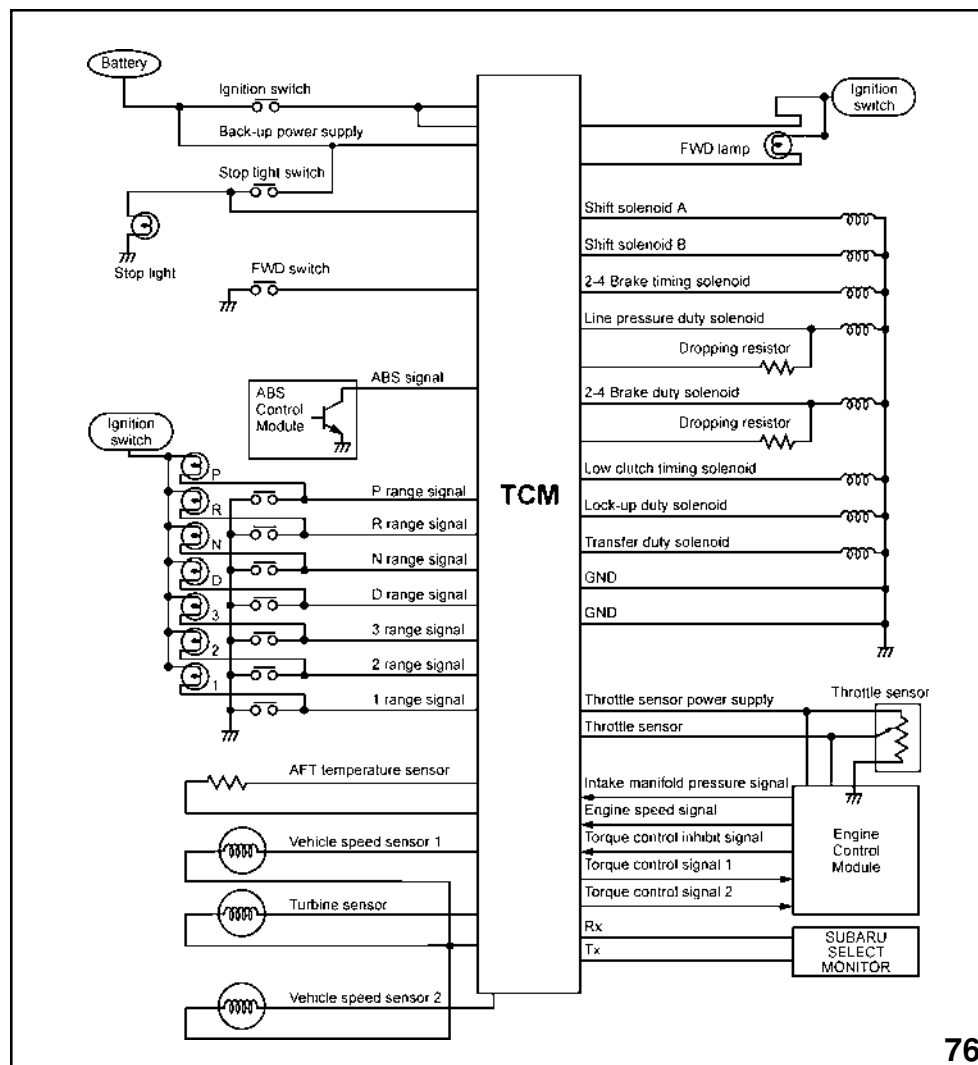 Battery
Ignition switch
Back-up power supply
Stop light switch
Stop light
FWD switch
ABS signal
ABS
Control
Module
Ignition
switch
P
R
N
D
3
2
1
P range signal
R range signal
N range signal
D range signal
3 range signal
2 range signal
1 range signal
AFT temperature sensor
Vehicle speed sensor 1
Turbine sensor
Vehicle speed sensor 2
TCM
Ignition
switch
FWD lamp
Shift solenoid A
Shift solenoid B
2-4 Brake timing solenoid
Line pressure duty solenoid
Dropping resistor
2-4 Brake duty solenoid
Dropping resistor
Low clutch timing solenoid
Lock-up duty solenoid
Transfer duty solenoid
GND
GND
Throttle sensor power supply
Throttle sensor
Throttle sensor
Intake manifold pressure signal
Engine speed signal
Torque control inhibit signal
Torque control signal 1
Torque control signal 2
Engine
Control
Module
Rx
Tx
SUBARU
SELECT
MONITOR
76